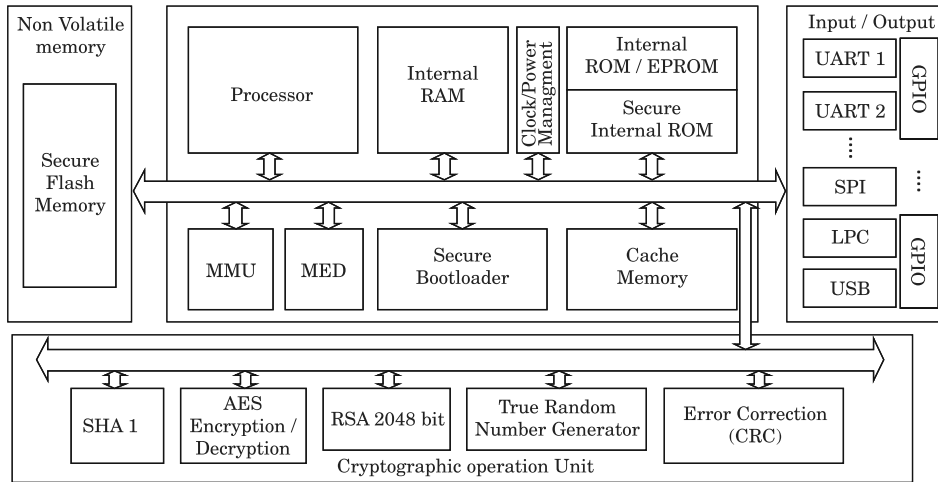 Non Volatile
memory
Secure
Flash
Memory
Processor
Internal
RAM
Clock/Power
Managment
Internal
ROM / EPROM
Secure
Internal ROM
MMU
MED
Secure
Bootloader
Cache
Memory
Input / Output
UART 1
UART 2
GPIO
SPI
LPC
USB
GPIO
SHA 1
AES
Encryption /
Decryption
RSA 2048 bit
True Random
Number Generator
Error Correction
(CRC)
Cryptographic operation Unit